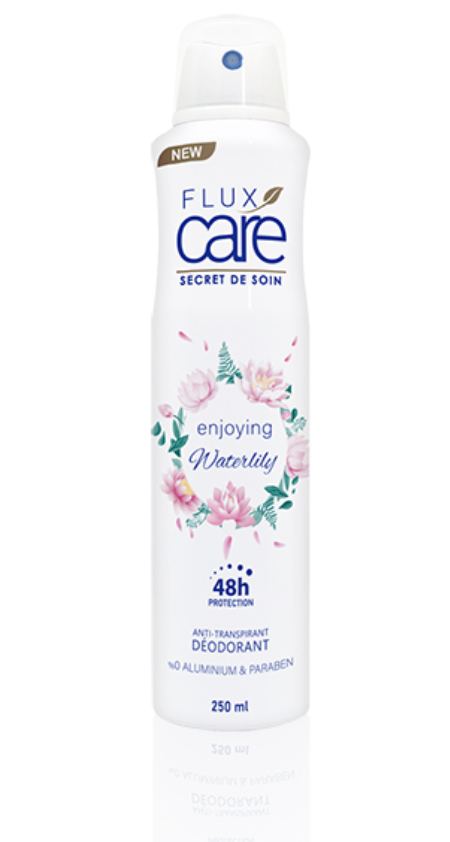 NEW
FLUX
care
SECRET DE SOIN
enjoying
Waterlily
48h
PROTECTION
ANTI-TRANSPIRANT
DÉODORANT
%0 ALUMINIUM & PARABEN
250 ml